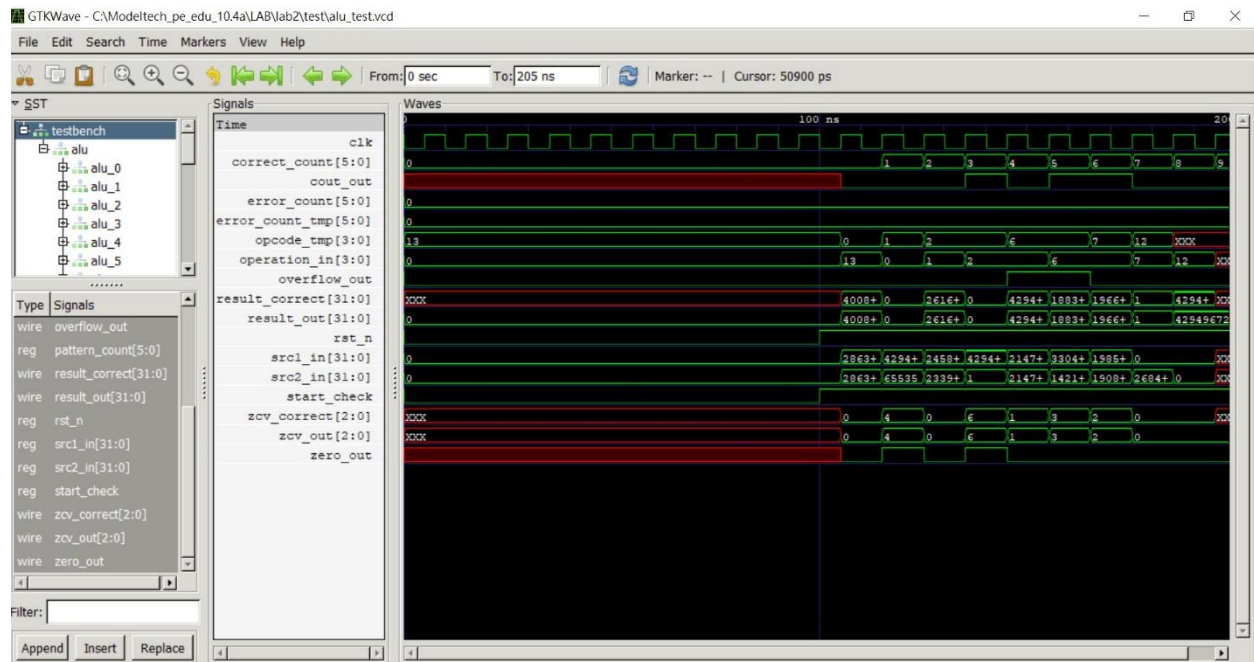 GTKWave - C:\Modeltech_pe_edu_10.4a\LAB\lab2\test\alu_test.vcd
File Edit Search Time Markers View Help
From: 0 sec To: 205 ns Marker: -- | Cursor: 50900 ps
SST
testbench
alu
alu_0
alu_1
alu_2
alu_3
alu_4
alu_5
Type Signals
wire overflow_out
reg pattern_count[5:0]
wire result_correct[31:0]
wire result_out[31:0]
reg rst_n
reg src1_in[31:0]
reg src2_in[31:0]
reg start_check
wire zcv_correct[2:0]
wire zcv_out[2:0]
wire zero_out
Filter:
Append Insert Replace
Signals
Waves
Time 0 100 ns 20
clk
correct_count[5:0] 0 1 2 3 4 5 6 7 8 9
cout_out
error_count[5:0] 0
error_count_tmp[5:0] 0
opcode_tmp[3:0] 13 0 1 2 6 7 12 XXX
operation_in[3:0] 0 13 0 1 2 6 7 12 XX
overflow_out
result_correct[31:0] XXX 4008+ 0 2616+ 0 4294+ 1883+ 1966+ 1 4294+ XX
result_out[31:0] 0 4008+ 0 2616+ 0 4294+ 1883+ 1966+ 1 42949672
rst_n
src1_in[31:0] 0 2863+ 4294+ 2458+ 4294+ 2147+ 3304+ 1985+ 0 XX
src2_in[31:0] 0 2863+ 65535 2339+ 1 2147+ 1421+ 1908+ 2684+ 0 XX
start_check
zcv_correct[2:0] XXX 0 4 0 6 1 3 2 0 XX
zcv_out[2:0] XXX 0 4 0 6 1 3 2 0
zero_out